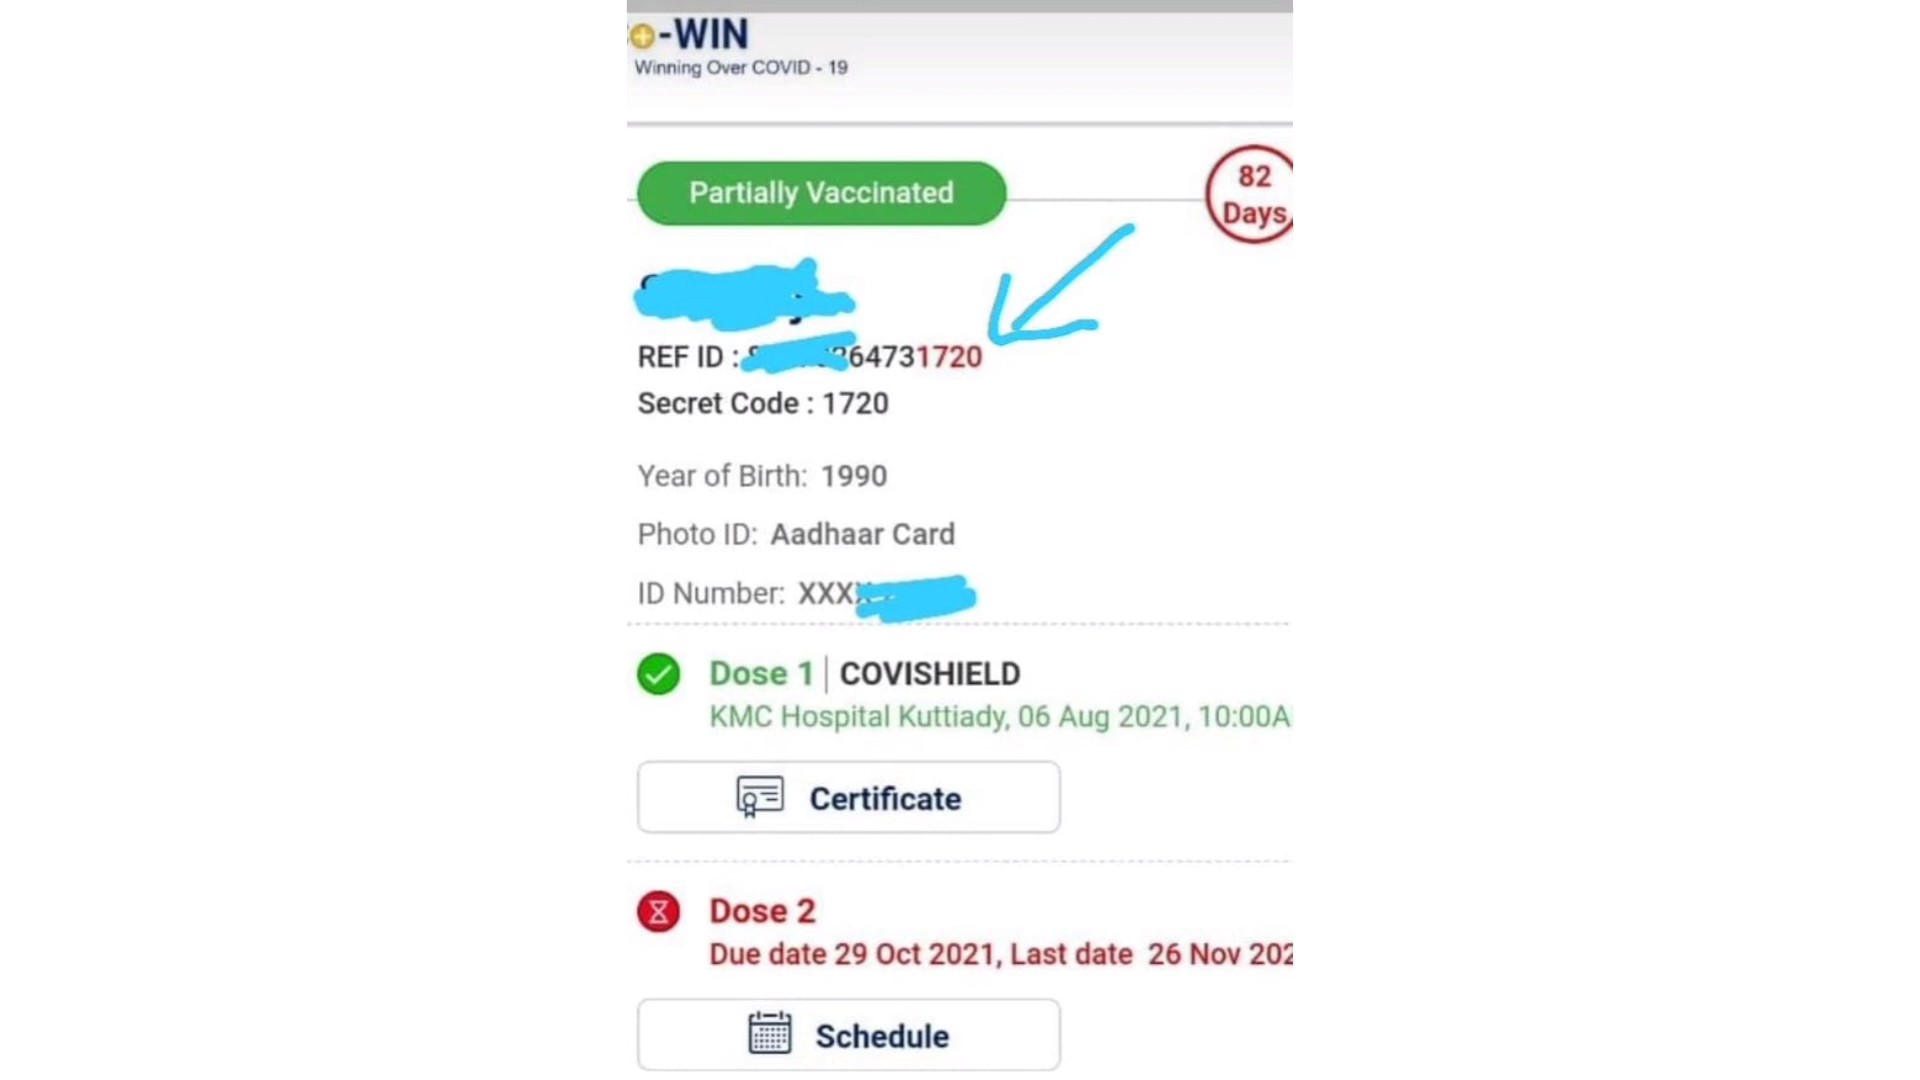 -WIN
Winning Over COVID - 19
Partially Vaccinated
82
Days
REF ID : 64731720
Secret Code : 1720
Year of Birth: 1990
Photo ID: Aadhaar Card
ID Number: XXX
Dose 1 | COVISHIELD
KMC Hospital Kuttiady, 06 Aug 2021, 10:00A
Certificate
Dose 2
Due date 29 Oct 2021, Last date 26 Nov 202
Schedule